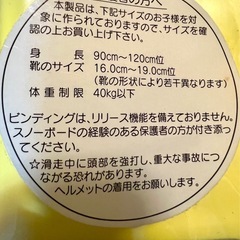 本製品は、下記サイズのお子様を対
象に作られておりますので、サイズを確
認の上お買い上げ下さい。
身長 90cm〜120cm位
靴のサイズ 16.0cm〜19.0cm位
(靴の形状により若干異なります)
体重制限 40kg以下
ビンディングは、リリース機能を備えておりません。
スノーボードの経験のある保護者の方が付き添っ
てください。
☆滑走中に頭部を強打し、重大な事故につ
ながる恐れがあります。
ヘルメットの着用をお願いします。